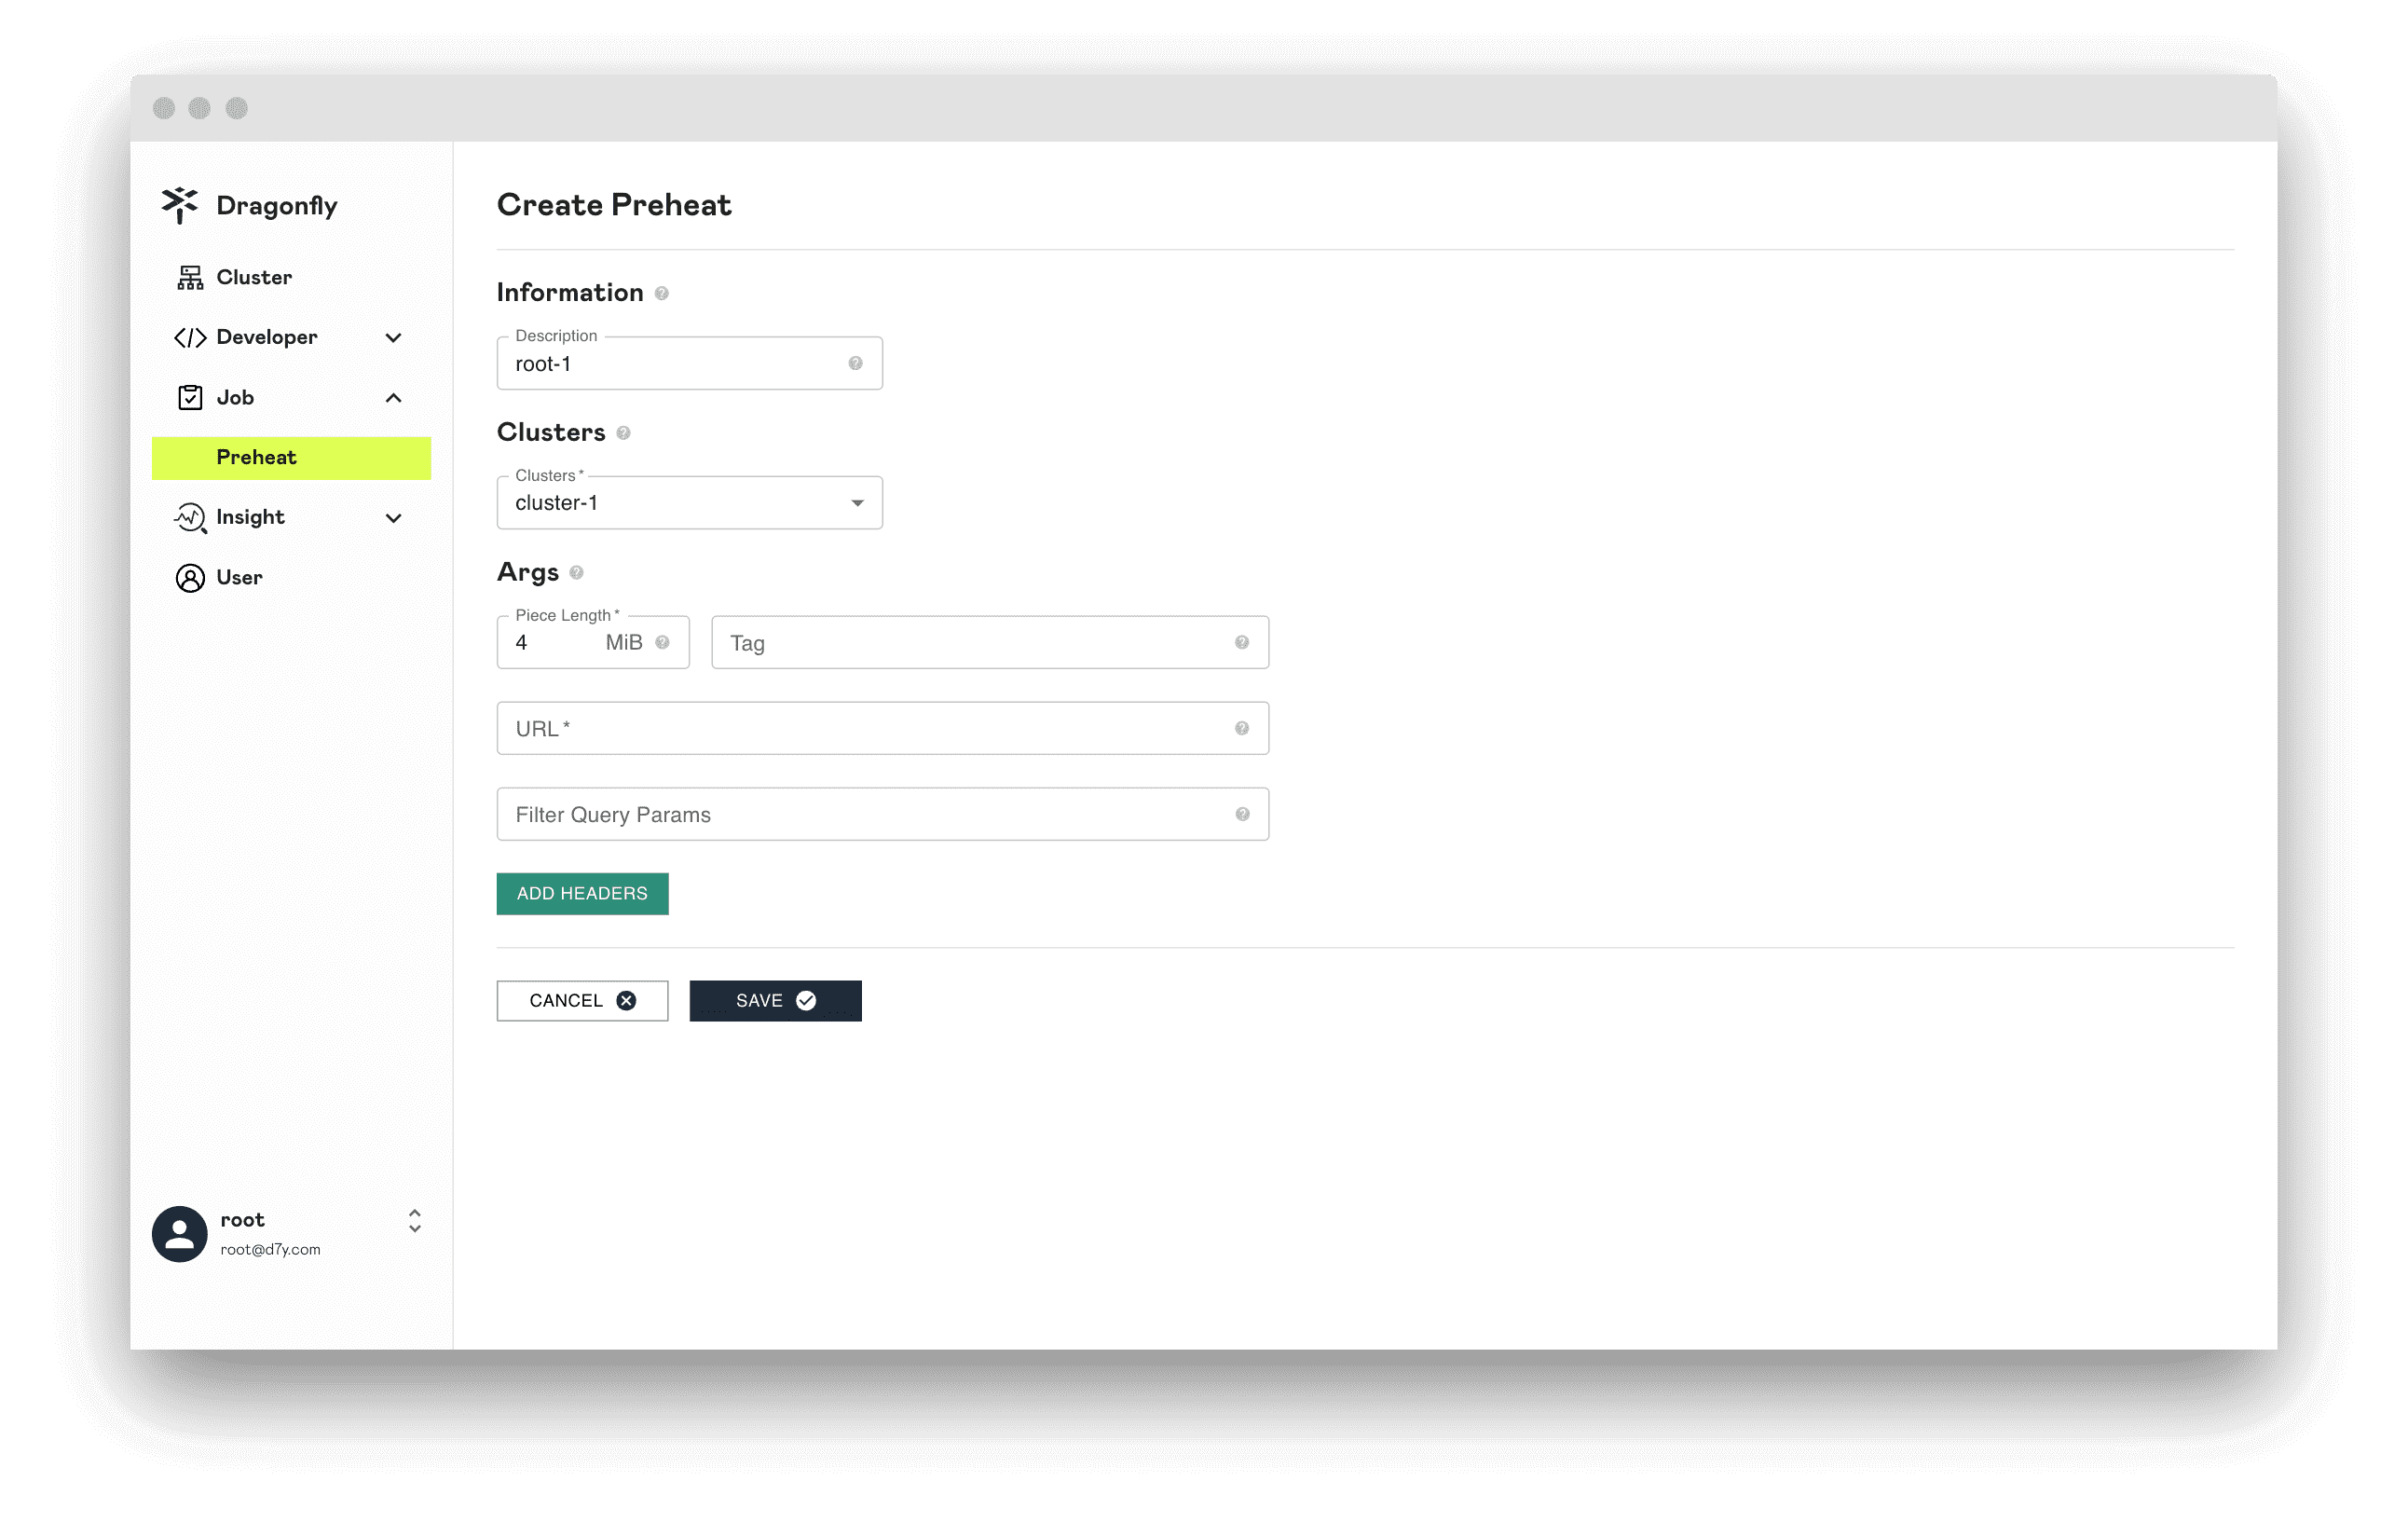 Dragonfly
Cluster
Developer
Job
Preheat
Insight
User
root
root@d7y.com
Create Preheat
Information
Description
root-1
Clusters
Clusters *
cluster-1
Args
Piece Length *
4 MiB
Tag
URL *
Filter Query Params
ADD HEADERS
CANCEL
SAVE